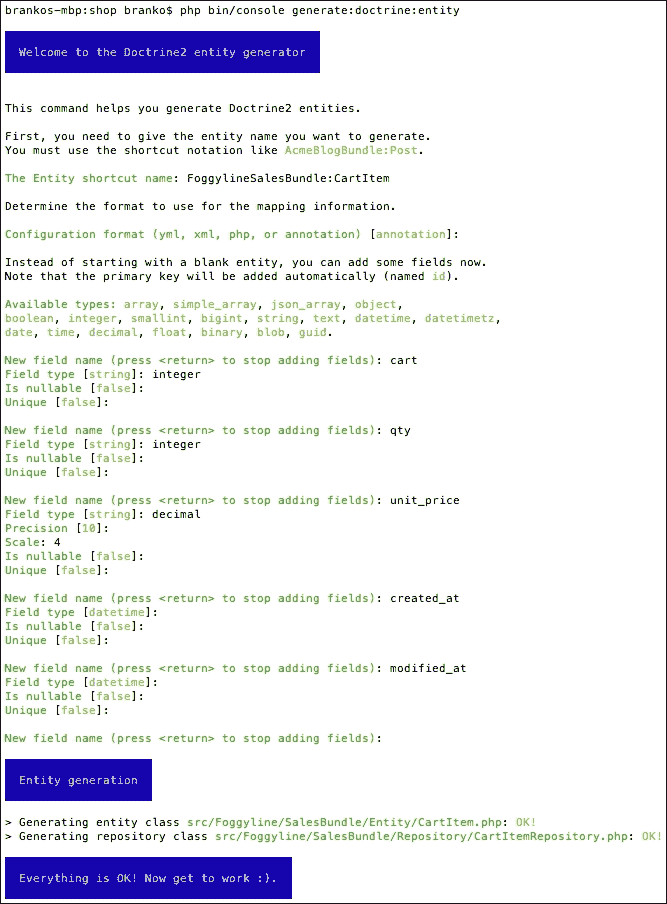 brankos-mbp:shop branko$ php bin/console generate:doctrine:entity
Welcome to the Doctrine2 entity generator
This command helps you generate Doctrine2 entities.
First, you need to give the entity name you want to generate.
You must use the shortcut notation like AcmeBlogBundle:Post.
The Entity shortcut name: FoggylineSalesBundle:CartItem
Determine the format to use for the mapping information.
Configuration format (yml, xml, php, or annotation) [annotation]:
Instead of starting with a blank entity, you can add some fields now.
Note that the primary key will be added automatically (named id).
Available types: array, simple_array, json_array, object,
boolean, integer, smallint, bigint, string, text, datetime, datetimetz,
date, time, decimal, float, binary, blob, guid.
New field name (press <return> to stop adding fields): cart
Field type [string]: integer
Is nullable [false]:
Unique [false]:
New field name (press <return> to stop adding fields): qty
Field type [string]: integer
Is nullable [false]:
Unique [false]:
New field name (press <return> to stop adding fields): unit_price
Field type [string]: decimal
Precision [10]:
Scale: 4
Is nullable [false]:
Unique [false]:
New field name (press <return> to stop adding fields): created_at
Field type [datetime]:
Is nullable [false]:
Unique [false]:
New field name (press <return> to stop adding fields): modified_at
Field type [datetime]:
Is nullable [false]:
Unique [false]:
New field name (press <return> to stop adding fields):
Entity generation
> Generating entity class src/Foggyline/SalesBundle/Entity/CartItem.php: OK!
> Generating repository class src/Foggyline/SalesBundle/Repository/CartItemRepository.php: OK!
Everything is OK! Now get to work :).